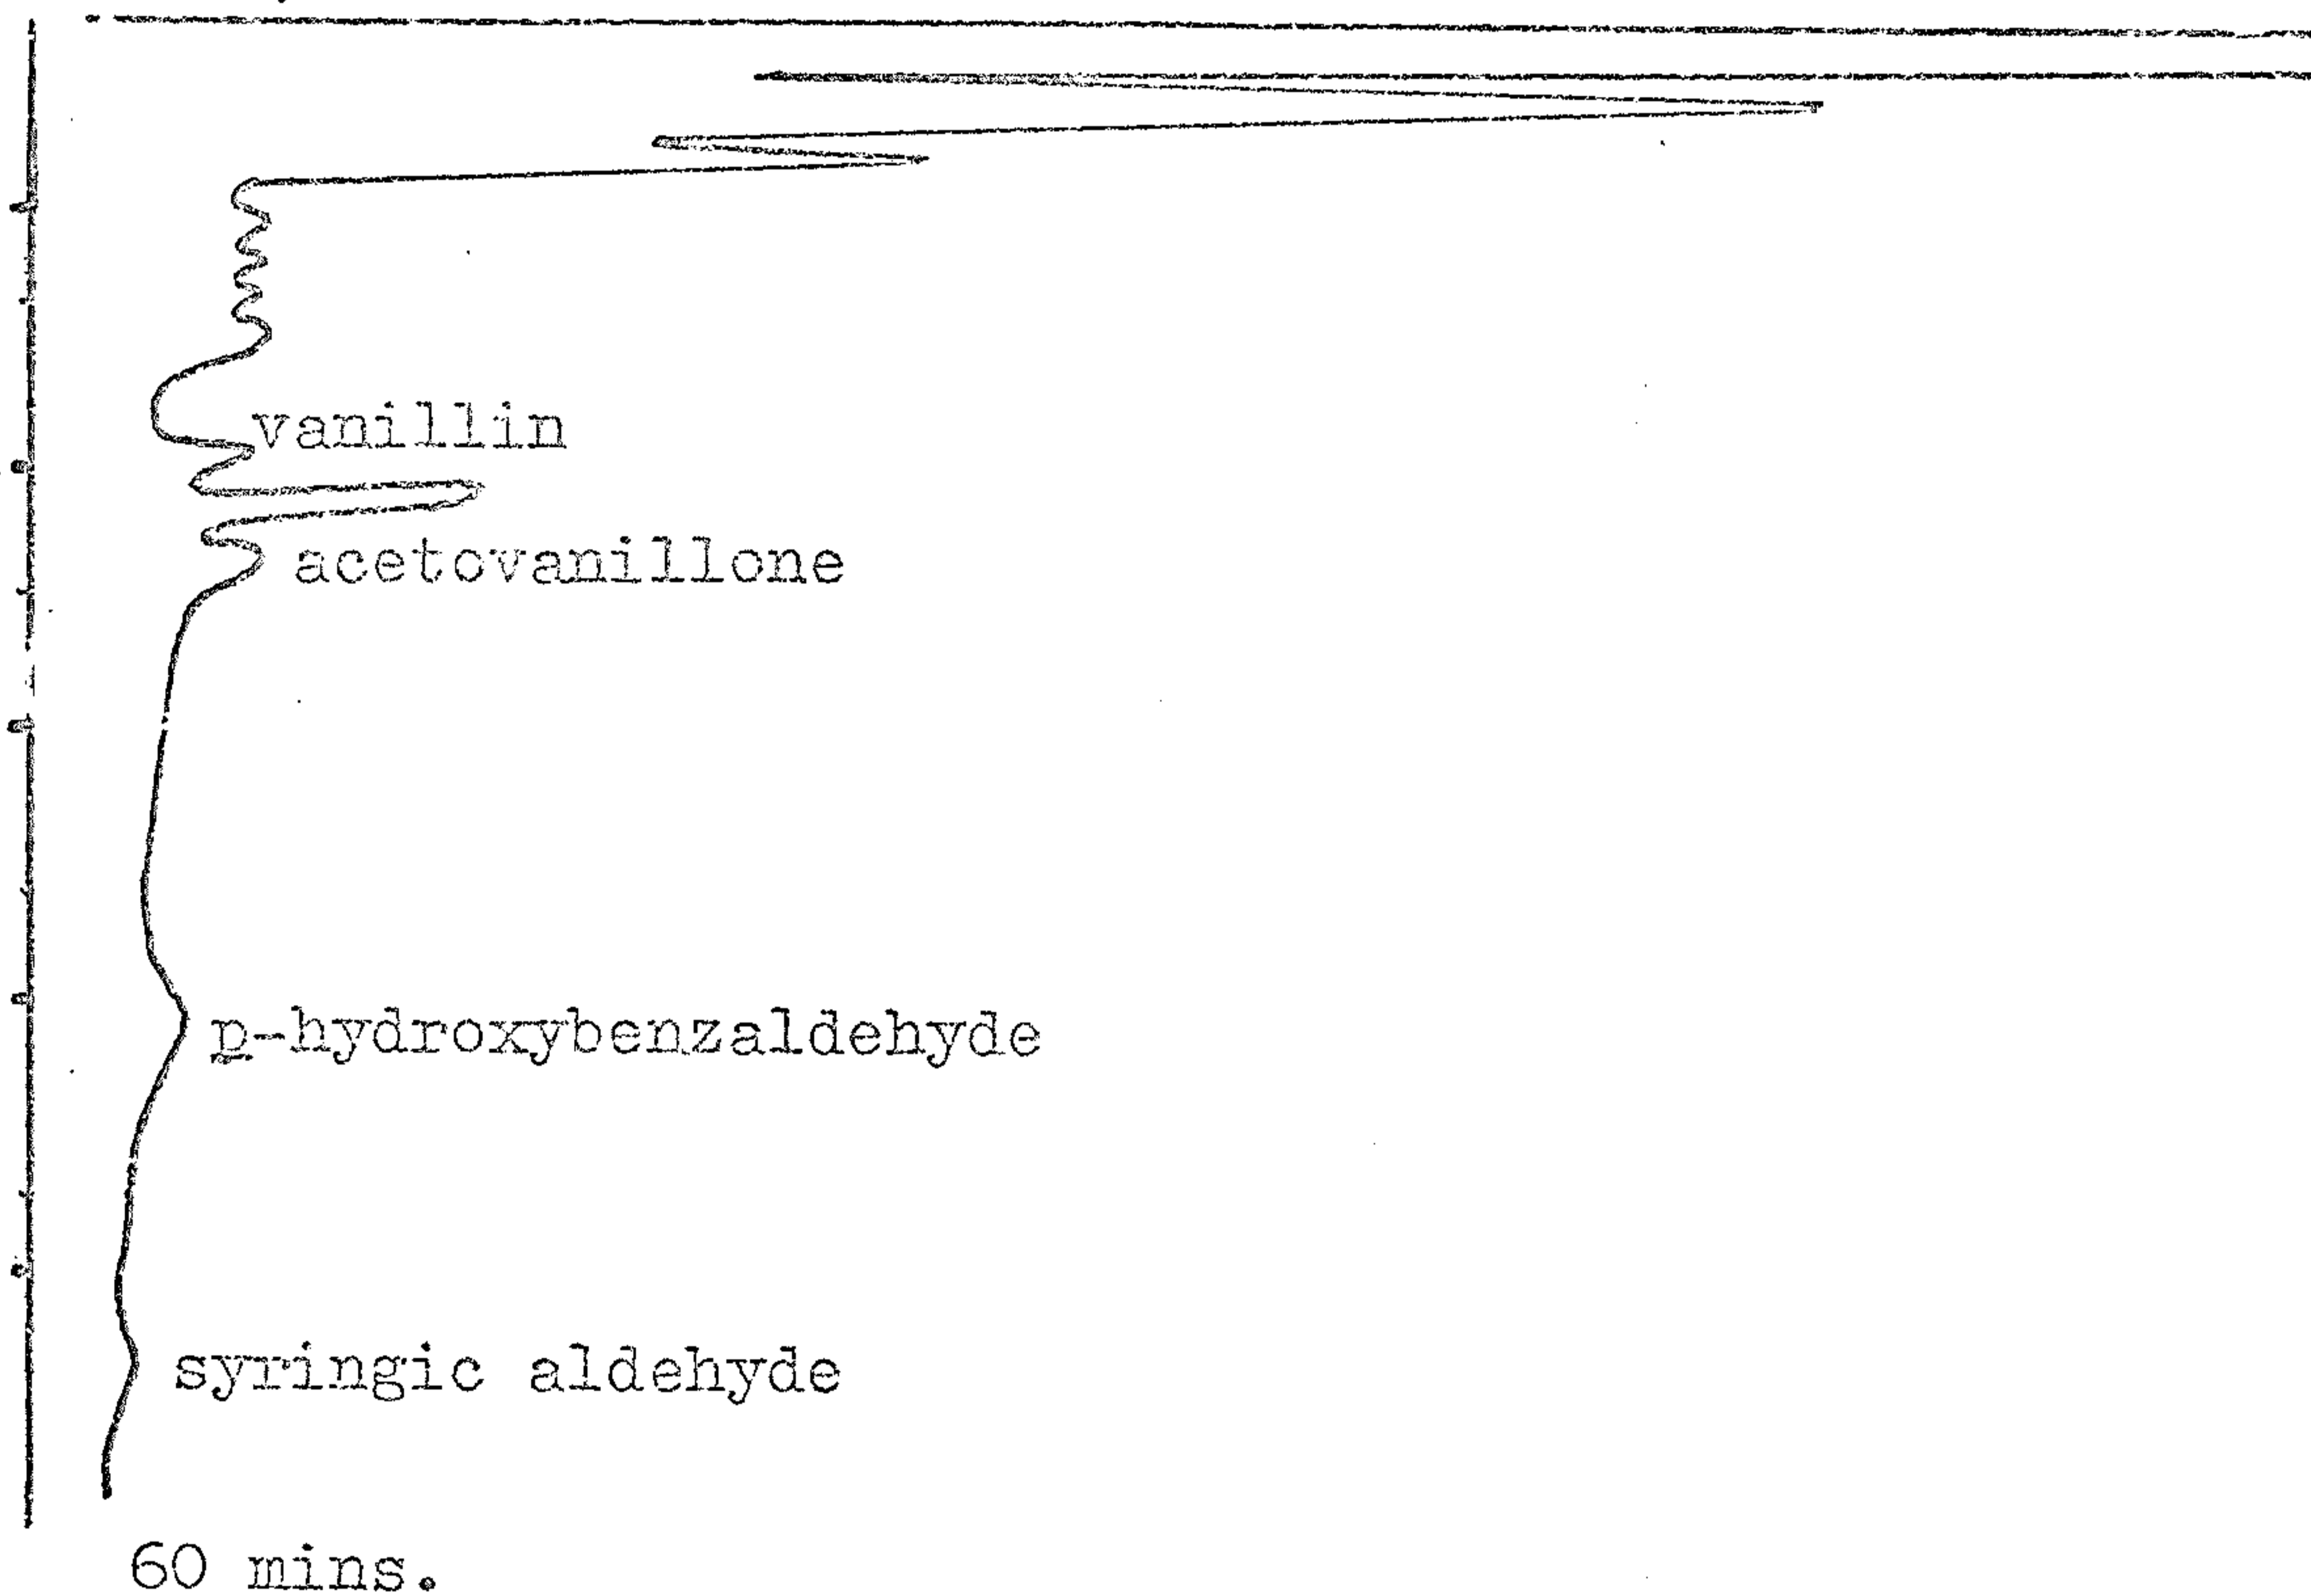 vanillin
acetovanillone
p-hydroxybenzaldehyde
syringic aldehyde
60 mins.